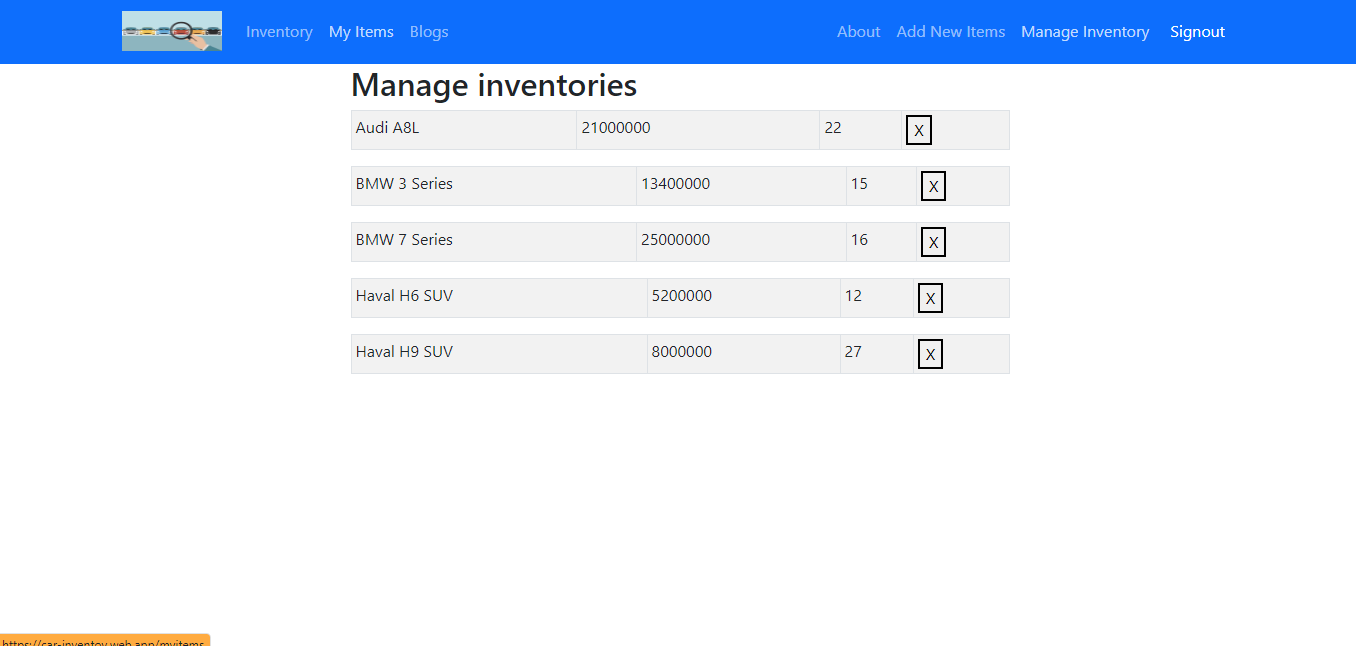 Inventory My Items Blogs About Add New Items Manage Inventory Signout
Manage inventories
Audi A8L 21000000 22 X
BMW 3 Series 13400000 15 X
BMW 7 Series 25000000 16 X
Haval H6 SUV 5200000 12 X
Haval H9 SUV 8000000 27 X
https://car-inventoy.web.app/myitems